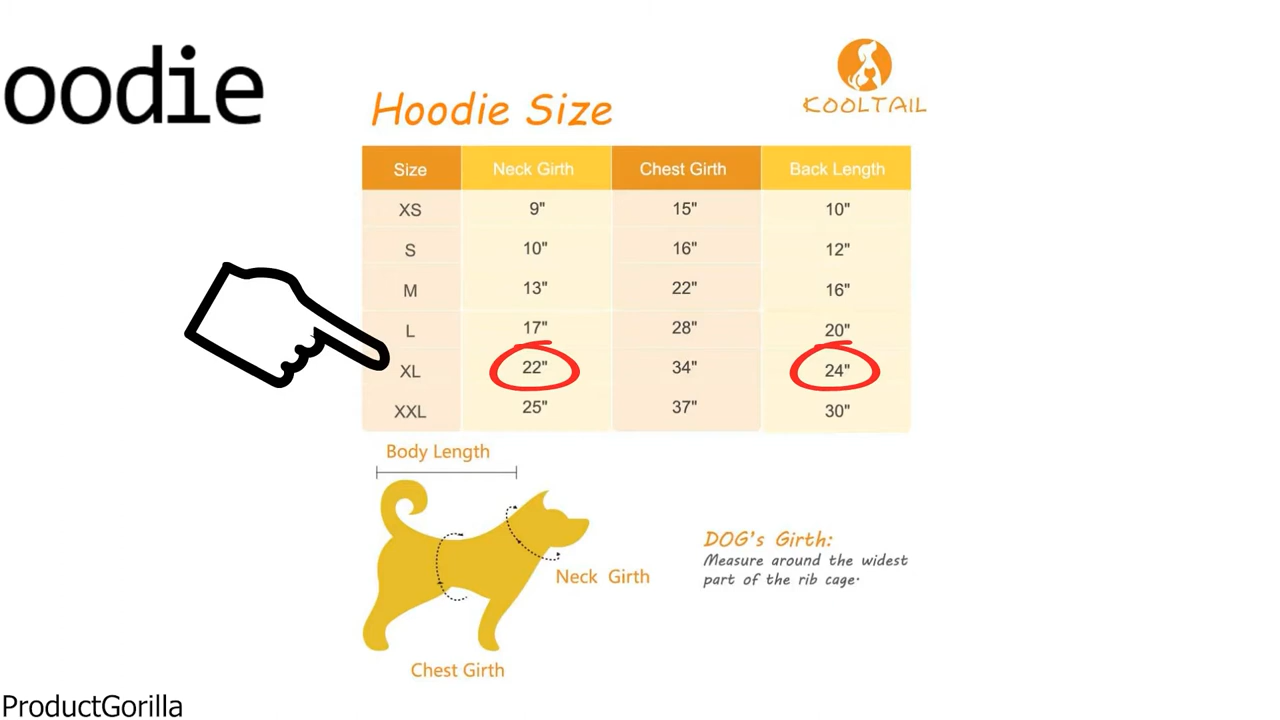 oodie
KOOLTAIL
Hoodie Size
Size Neck Girth Chest Girth Back Length
XS 9" 15" 10"
S 10" 16" 12"
M 13" 22" 16"
L 17" 28" 20"
XL 22" 34" 24"
XXL 25" 37" 30"
Body Length
DOG's Girth:
Measure around the widest
part of the rib cage.
Neck Girth
Chest Girth
ProductGorilla